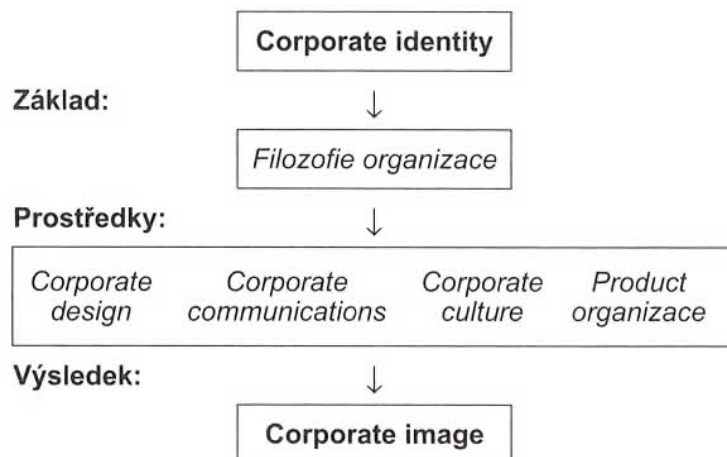 Corporate identity
Základ:
Filozofie organizace
Prostředky:
Corporate Corporate Corporate Product
design communications culture organizace
Výsledek:
Corporate image